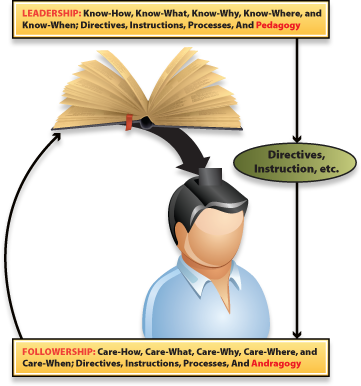 LEADERSHIP: Know-How, Know-What, Know-Why, Know-Where, and
Know-When; Directives, Instructions, Processes, And Pedagogy
Directives,
Instruction, etc.
FOLLOWERSHIP: Care-How, Care-What, Care-Why, Care-Where, and
Care-When; Directives, Instructions, Processes, And Andragogy